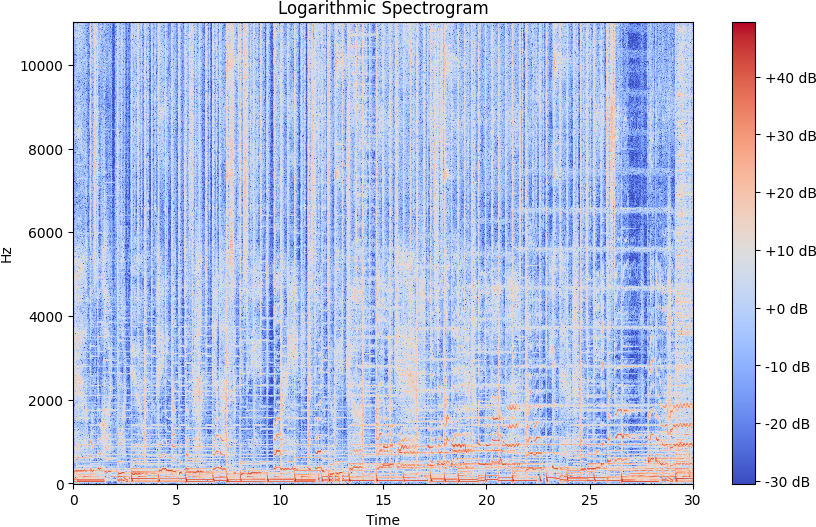 Logarithmic Spectrogram
Hz
10000
8000
6000
4000
2000
0
0 5 10 15 20 25 30
Time
+40 dB
+30 dB
+20 dB
+10 dB
+0 dB
-10 dB
-20 dB
-30 dB